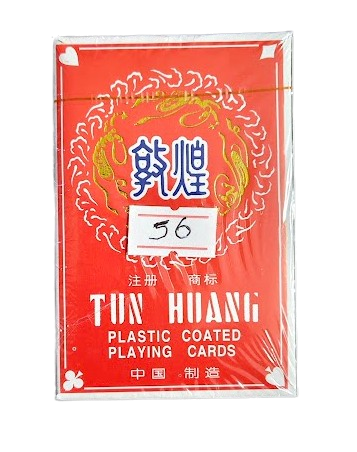 敦煌
56
注册 商标
TUN HUANG
PLASTIC COATED
PLAYING CARDS
中国 制造